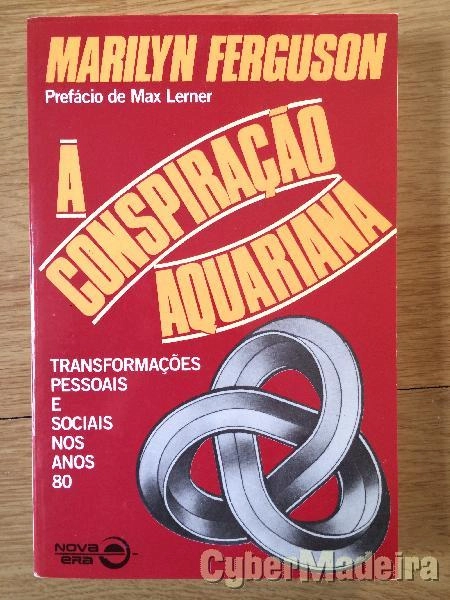 MARILYN FERGUSON
Prefácio de Max Lerner
A
CONSPIRAÇÃO
AQUARIANA
TRANSFORMAÇÕES
PESSOAIS
E
SOCIAIS
NOS
ANOS
80
NOVA
ERA
CyberMadeira